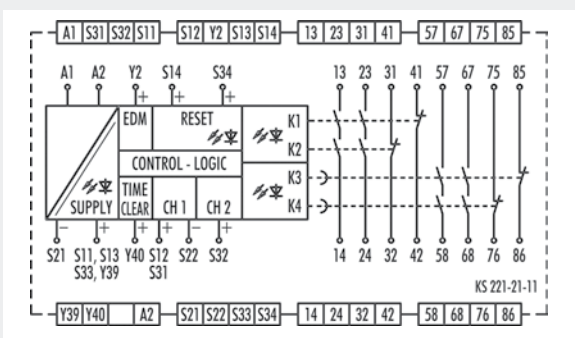 A1 S31 S32 S11 S12 Y2 S13 S14 13 23 31 41 57 67 75 85
A1 A2 Y2 S14 S34 13 23 31 41 57 67 75 85
+ + +
EDM RESET K1
K2
CONTROL - LOGIC
K3
SUPPLY TIME CLEAR CH 1 CH 2 K4
− + + + − +
S21 S11, S13 Y40 S12 S22 S32 14 24 32 42 58 68 76 86
S33, Y39 S31
KS 221-21-11
Y39 Y40 A2 S21 S22 S33 S34 14 24 32 42 58 68 76 86